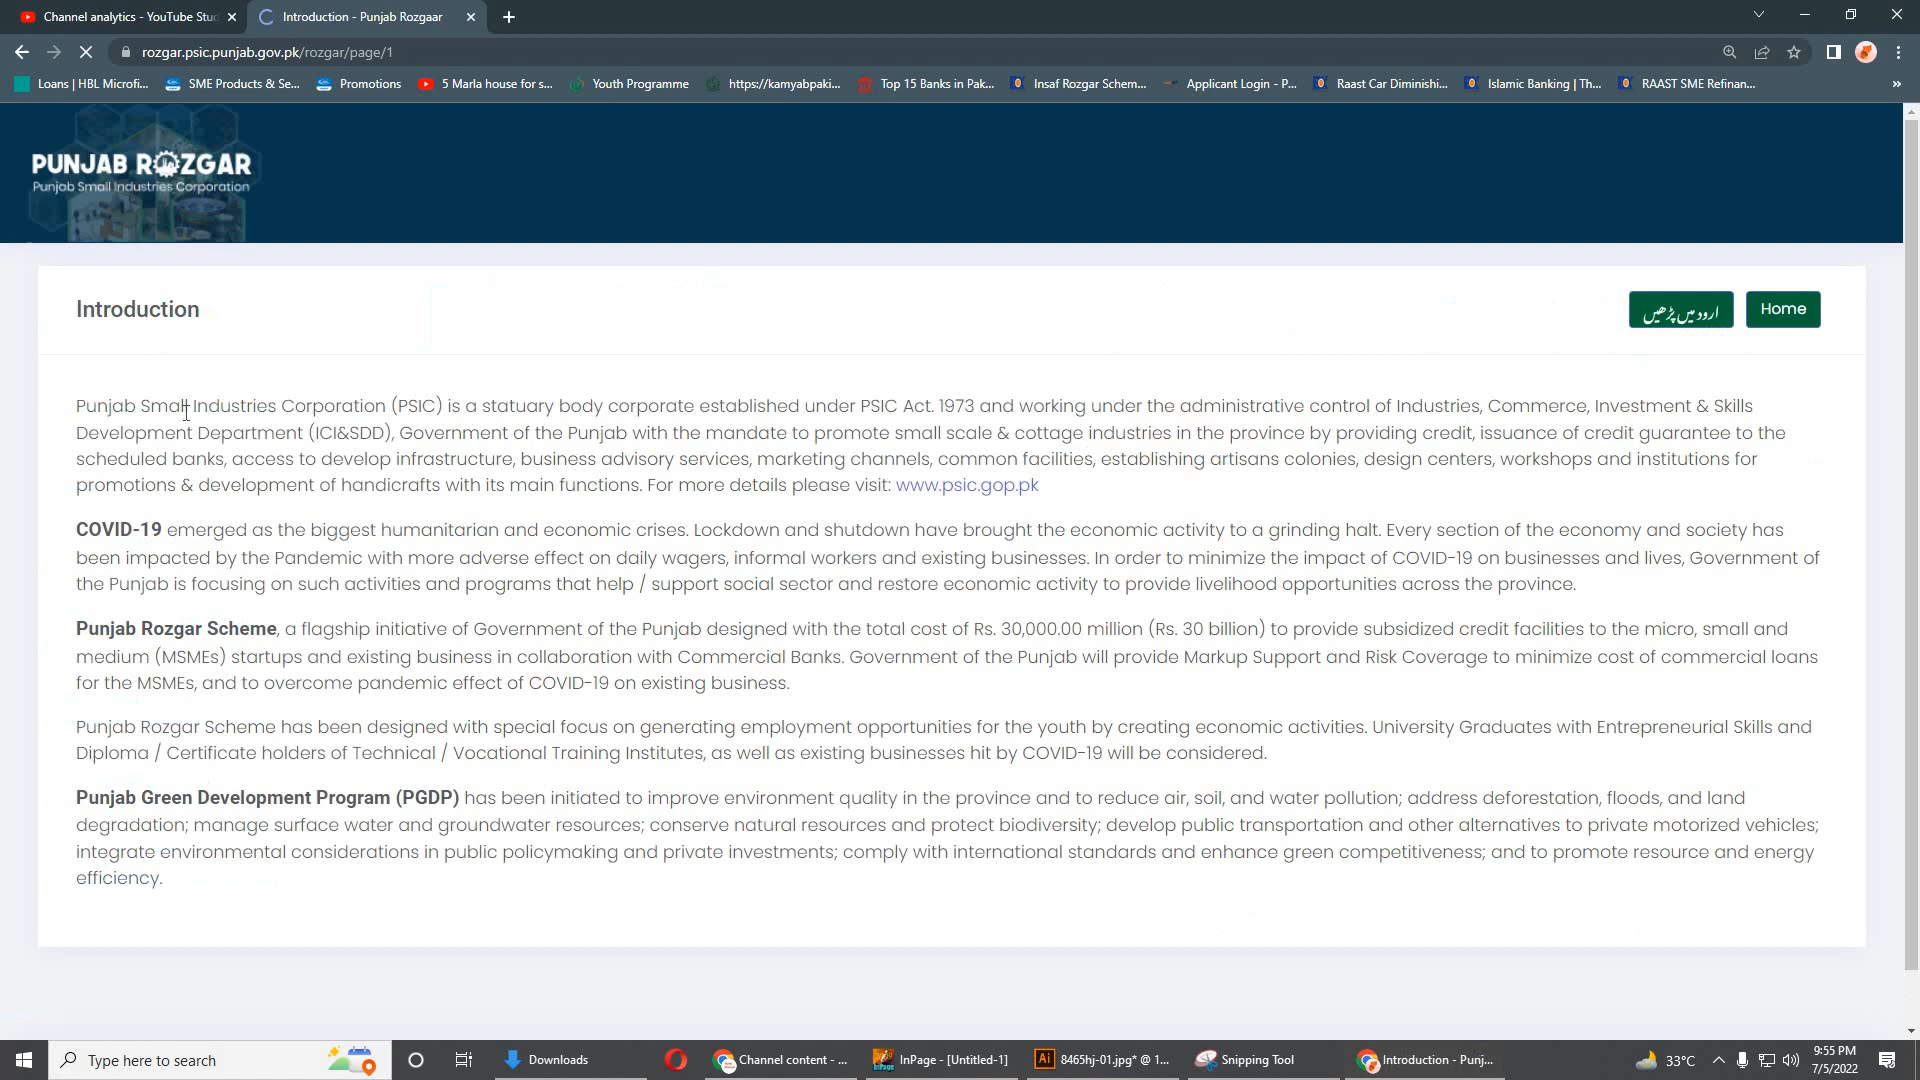 Channel analytics - YouTube Stud
Introduction - Punjab Rozgaar
rozgar.psic.punjab.gov.pk/rozgar/page/1
Loans | HBL Microfi...
SME Products & Se...
Promotions
5 Marla house for s...
Youth Programme
https://kamyabpaki...
Top 15 Banks in Pak...
Insaf Rozgar Schem...
Applicant Login - P...
Raast Car Diminishi...
Islamic Banking | Th...
RAAST SME Refinan...
»
PUNJAB ROZGAR
Punjab Small Industries Corporation
Introduction
اردو میں پڑھیں
Home
Punjab Small Industries Corporation (PSIC) is a statuary body corporate established under PSIC Act. 1973 and working under the administrative control of Industries, Commerce, Investment & Skills
Development Department (ICI&SDD), Government of the Punjab with the mandate to promote small scale & cottage industries in the province by providing credit, issuance of credit guarantee to the
scheduled banks, access to develop infrastructure, business advisory services, marketing channels, common facilities, establishing artisans colonies, design centers, workshops and institutions for
promotions & development of handicrafts with its main functions. For more details please visit: www.psic.gop.pk
COVID-19 emerged as the biggest humanitarian and economic crises. Lockdown and shutdown have brought the economic activity to a grinding halt. Every section of the economy and society has
been impacted by the Pandemic with more adverse effect on daily wagers, informal workers and existing businesses. In order to minimize the impact of COVID-19 on businesses and lives, Government of
the Punjab is focusing on such activities and programs that help / support social sector and restore economic activity to provide livelihood opportunities across the province.
Punjab Rozgar Scheme, a flagship initiative of Government of the Punjab designed with the total cost of Rs. 30,000.00 million (Rs. 30 billion) to provide subsidized credit facilities to the micro, small and
medium (MSMEs) startups and existing business in collaboration with Commercial Banks. Government of the Punjab will provide Markup Support and Risk Coverage to minimize cost of commercial loans
for the MSMEs, and to overcome pandemic effect of COVID-19 on existing business.
Punjab Rozgar Scheme has been designed with special focus on generating employment opportunities for the youth by creating economic activities. University Graduates with Entrepreneurial Skills and
Diploma / Certificate holders of Technical / Vocational Training Institutes, as well as existing businesses hit by COVID-19 will be considered.
Punjab Green Development Program (PGDP) has been initiated to improve environment quality in the province and to reduce air, soil, and water pollution; address deforestation, floods, and land
degradation; manage surface water and groundwater resources; conserve natural resources and protect biodiversity; develop public transportation and other alternatives to private motorized vehicles;
integrate environmental considerations in public policymaking and private investments; comply with international standards and enhance green competitiveness; and to promote resource and energy
efficiency.
Type here to search
Downloads
Channel content - ...
InPage - [Untitled-1]
8465hj-01.jpg* @ 1...
Snipping Tool
Introduction - Punj...
33°C
9:55 PM
7/5/2022